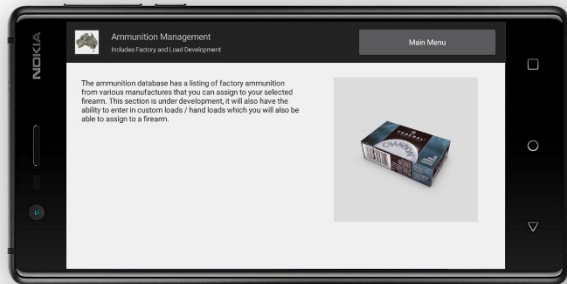 NOKIA
Ammunition Management
Includes Factory and Load Development
Main Menu
The ammunition database has a listing of factory ammunition
from various manufactures that you can assign to your selected
firearm. This section is under development, it will also have the
ability to enter in custom loads / hand loads which you will also be
able to assign to a firearm.
FEDERAL